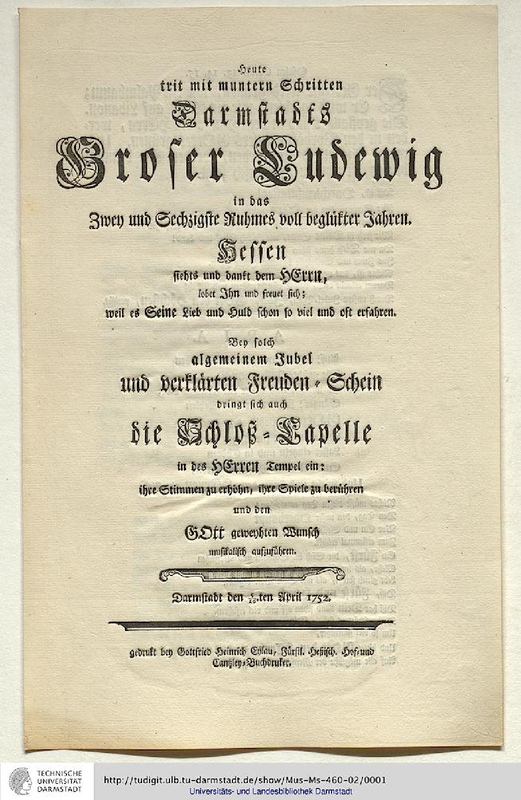 Heute
trit mit muntern Schritten
Darmstadts
Groser Ludewig
in das
Zwey und Sechzigste Ruhmes voll beglükter Jahren.
Hessen
siehts und dankt dem HErrn,
lobet Ihn und freuet sich;
weil es Seine Lieb und Huld schon so viel und oft erfahren.
Bey solch
algemeinem Jubel
und verklärten Freuden-Schein
dringt sich auch
die Schloß-Capelle
in des HErren Tempel ein:
ihre Stimmen zu erhöhn, ihre Spiele zu berühren
und den
GOtt geweyhten Wunsch
musikalisch aufzuführen.
Darmstadt den ten April 1752.
gedrukt bey Gottfried Heinrich Eylau, Fürstl. Heßisch. Hof- und
Cantzley-Buchdruker.
TECHNISCHE
UNIVERSITÄT
DARMSTADT
http://tudigit.ulb.tu-darmstadt.de/show/Mus-Ms-460-02/0001
Universitäts- und Landesbibliothek Darmstadt